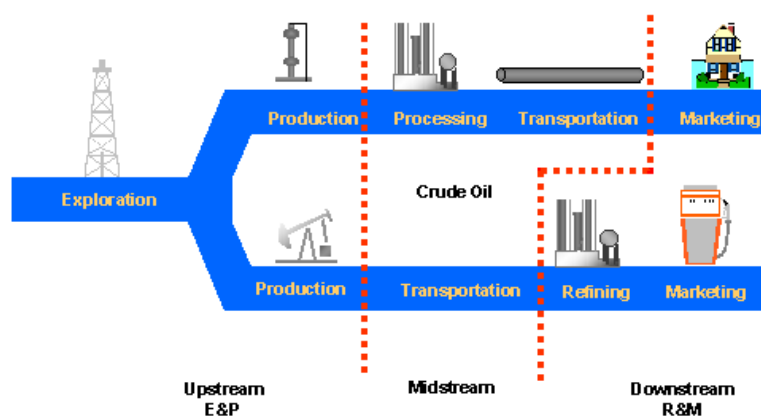 Production Processing Transportation Marketing
Exploration
Crude Oil
Production Transportation Refining Marketing
Upstream Midstream Downstream
E&P R&M